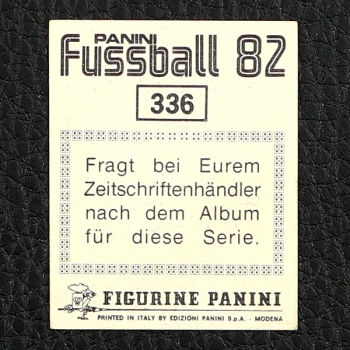 PANINI
Fussball 82
336
Fragt bei Eurem
Zeitschriftenhändler
nach dem Album
für diese Serie.
FIGURINE PANINI
PRINTED IN ITALY BY EDIZIONI PANINI S.p.A. - MODENA